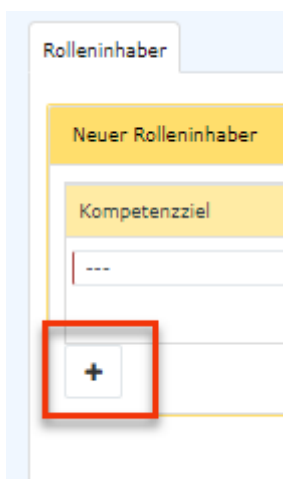 Rolleninhaber
Neuer Rolleninhaber
Kompetenzziel
---
+